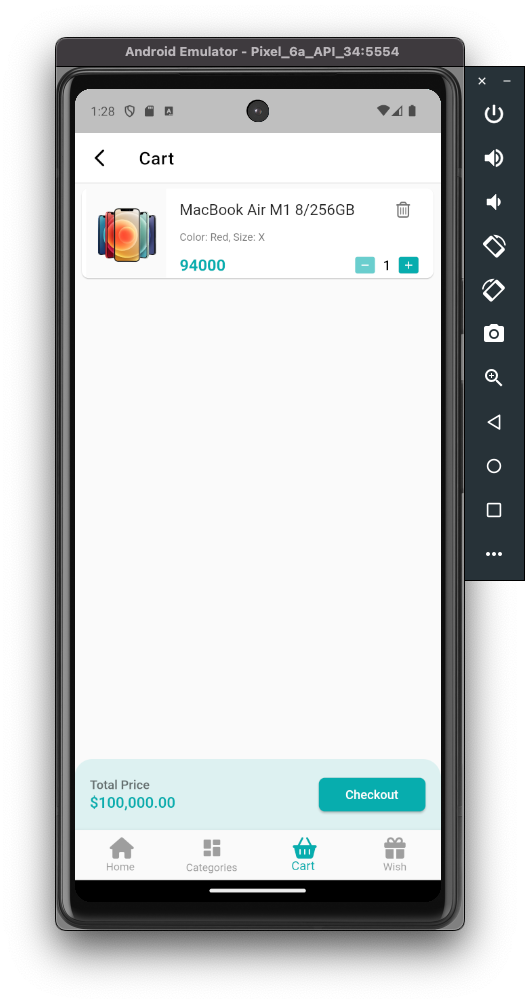 Android Emulator - Pixel_6a_API_34:5554
1:28
Cart
MacBook Air M1 8/256GB
Color: Red, Size: X
94000
1
Total Price
$100,000.00
Checkout
Home
Categories
Cart
Wish